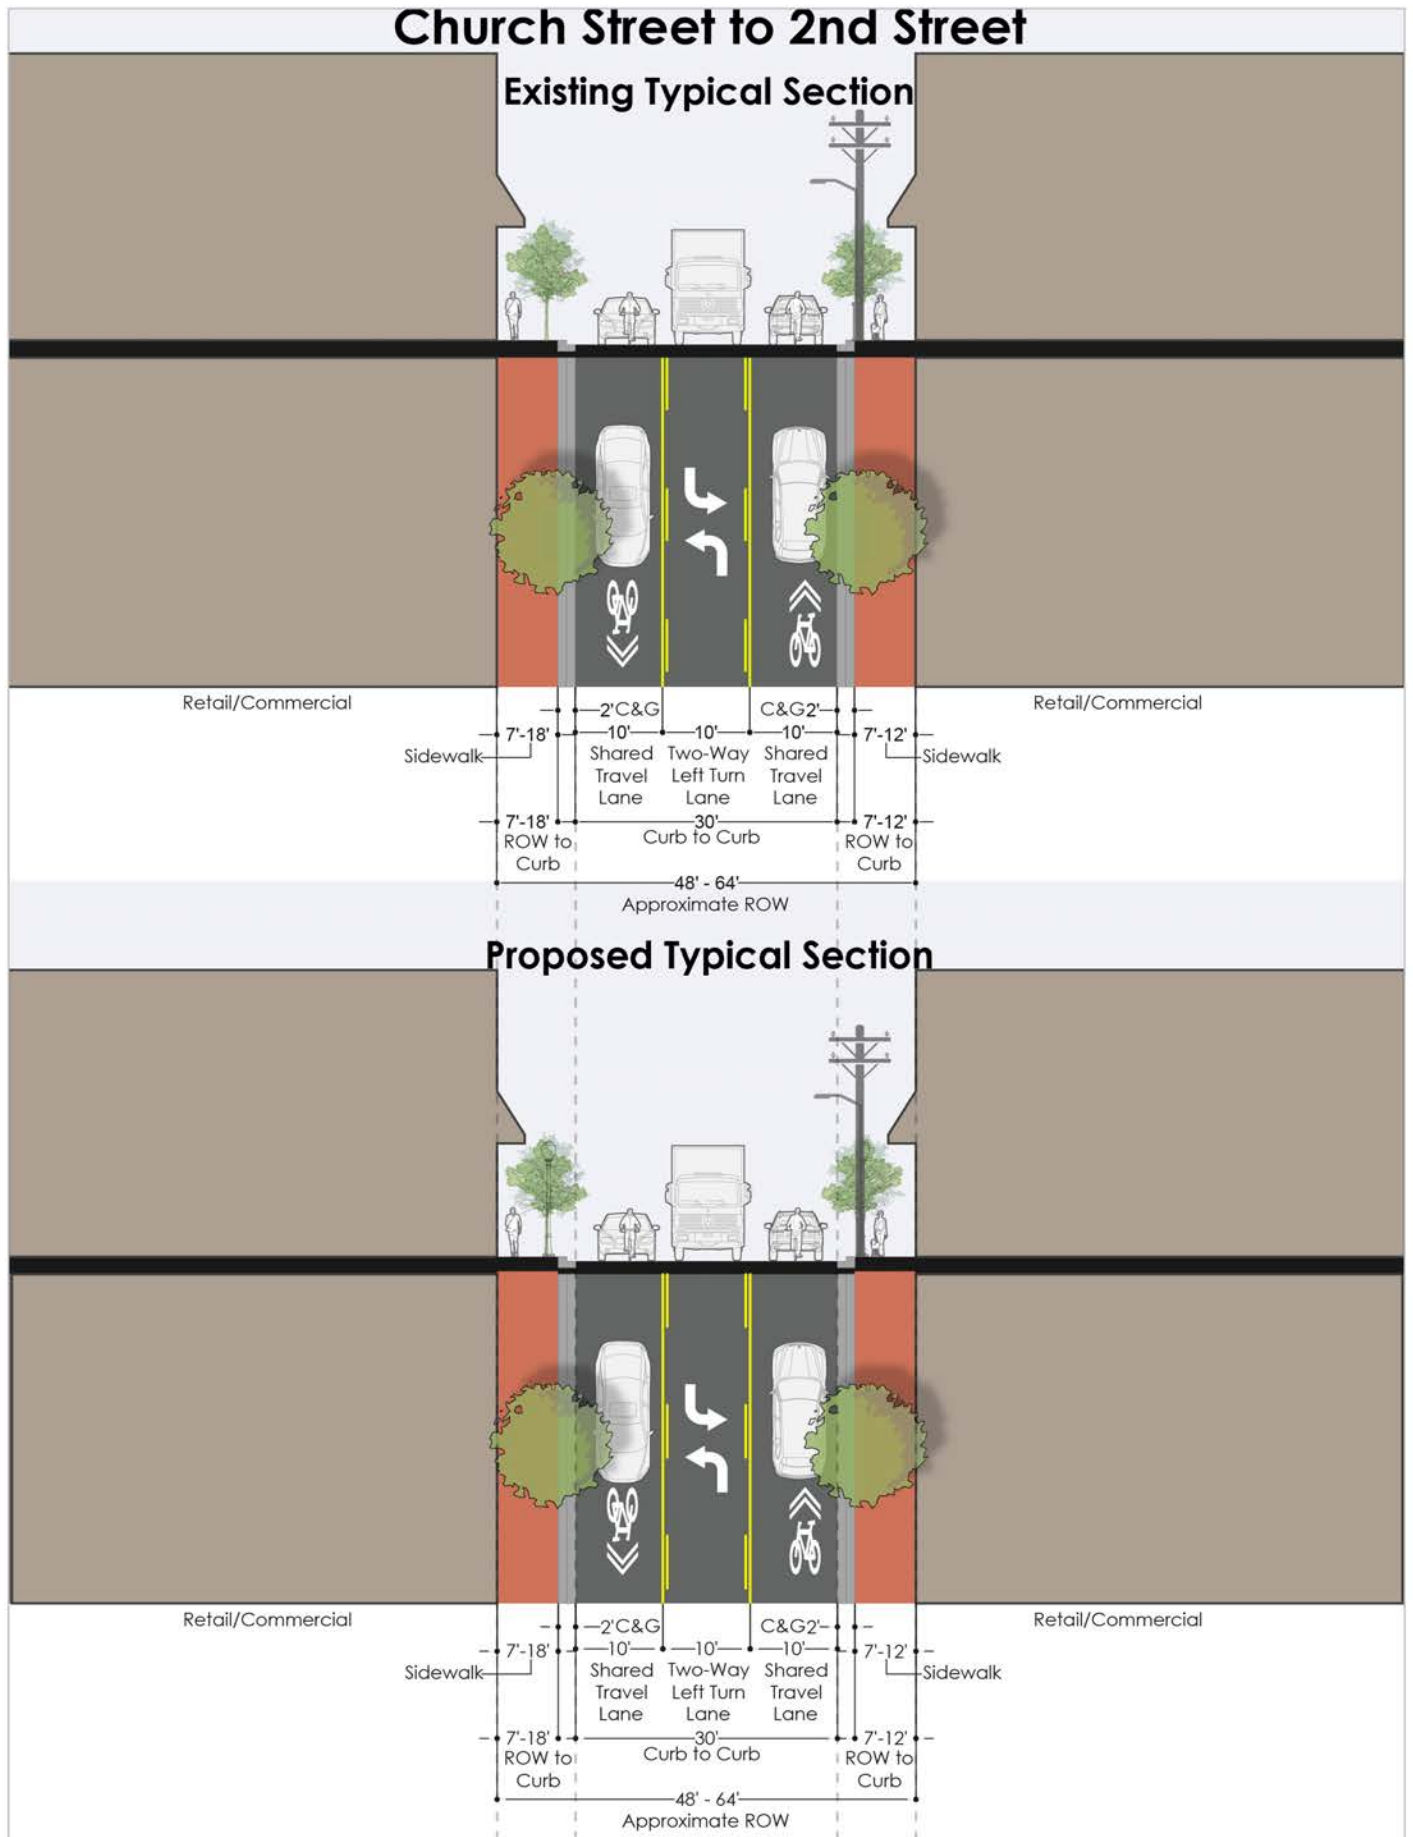 Church Street to 2nd Street
Existing Typical Section
Retail/Commercial
Retail/Commercial
2'C&G
C&G2'
7'-18'
10'
10'
10'
7'-12'
Sidewalk
Shared
Travel
Lane
Two-Way
Left Turn
Lane
Shared
Travel
Lane
Sidewalk
7'-18'
ROW to
Curb
30'
Curb to Curb
7'-12'
ROW to
Curb
48' - 64'
Approximate ROW
Proposed Typical Section
Retail/Commercial
Retail/Commercial
2'C&G
C&G2'
7'-18'
10'
10'
10'
7'-12'
Sidewalk
Shared
Travel
Lane
Two-Way
Left Turn
Lane
Shared
Travel
Lane
Sidewalk
7'-18'
ROW to
Curb
30'
Curb to Curb
7'-12'
ROW to
Curb
48' - 64'
Approximate ROW